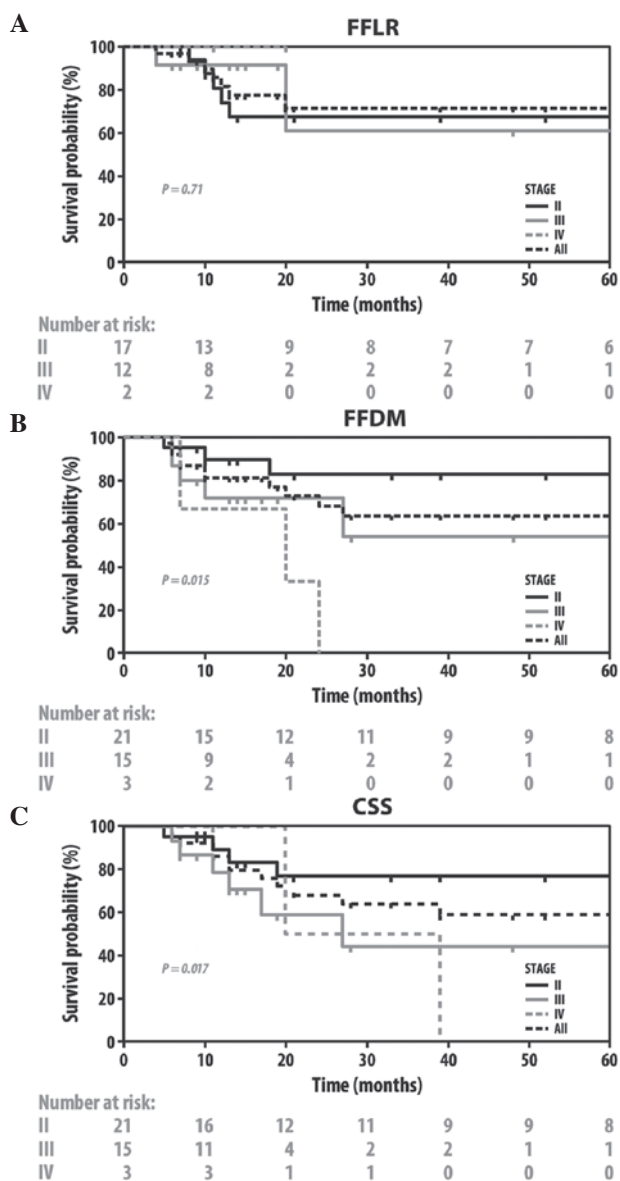 A
FFLR
Survival probability (%)
100
80
60
40
20
0
P = 0.71
STAGE
II
III
IV
All
0 10 20 30 40 50 60
Time (months)
Number at risk:
II 17 13 9 8 7 7 6
III 12 8 2 2 2 1 1
IV 2 2 0 0 0 0 0
B
FFDM
Survival probability (%)
100
80
60
40
20
0
P = 0.015
STAGE
II
III
IV
All
0 10 20 30 40 50 60
Time (months)
Number at risk:
II 21 15 12 11 9 9 8
III 15 9 4 2 2 1 1
IV 3 2 1 0 0 0 0
C
CSS
Survival probability (%)
100
80
60
40
20
0
P = 0.017
STAGE
II
III
IV
All
0 10 20 30 40 50 60
Time (months)
Number at risk:
II 21 16 12 11 9 9 8
III 15 11 4 2 2 1 1
IV 3 3 1 1 0 0 0